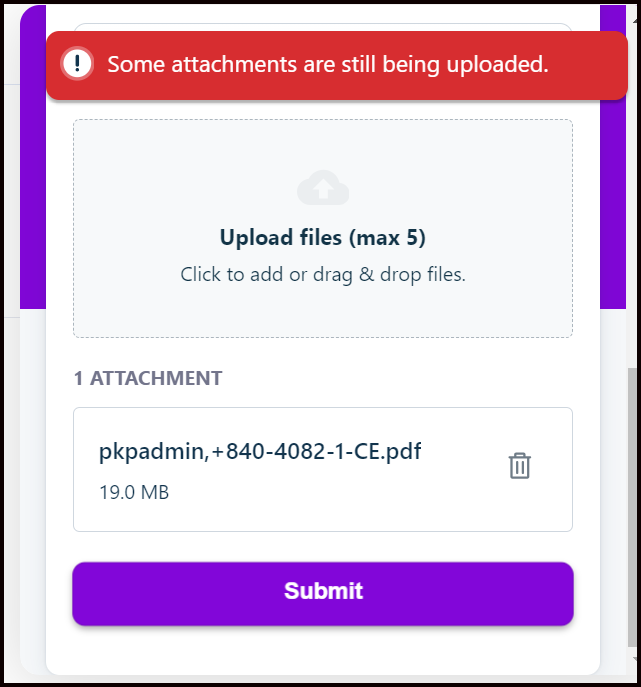 Some attachments are still being uploaded.
Upload files (max 5)
Click to add or drag & drop files.
1 ATTACHMENT
pkpadmin,+840-4082-1-CE.pdf
19.0 MB
Submit